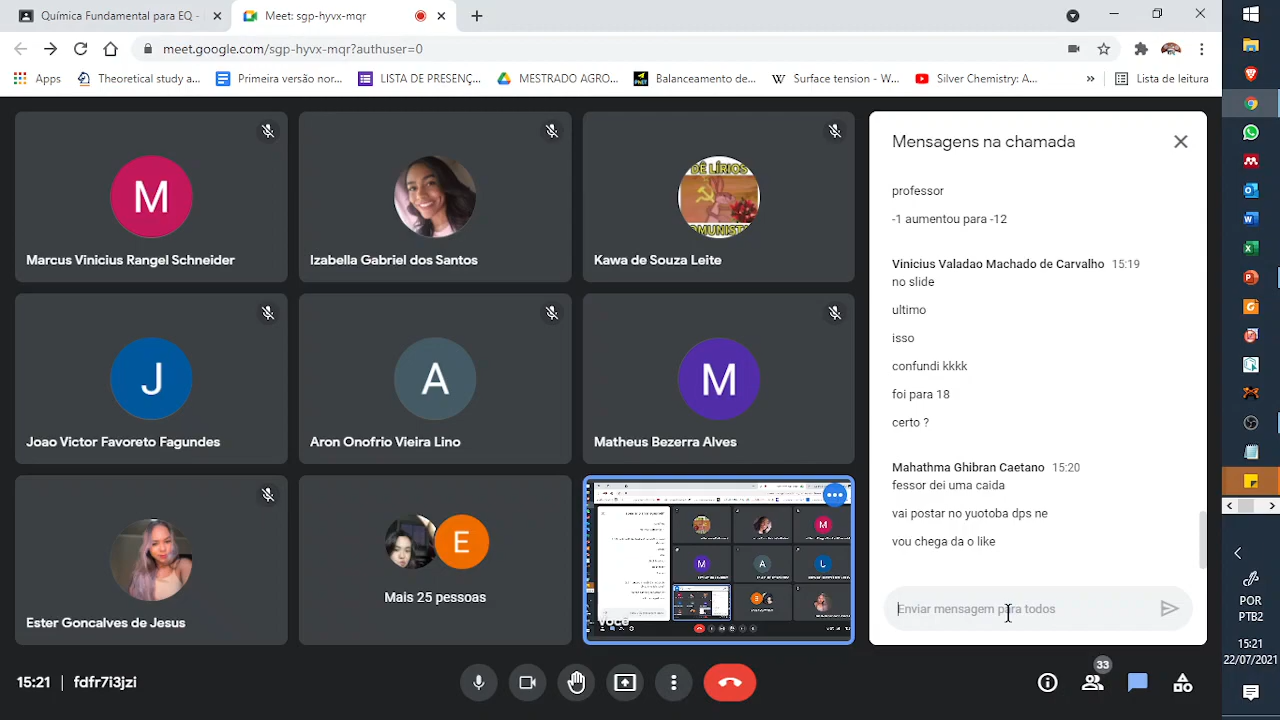 Química Fundamental para EQ -
Meet: sgp-hyvx-mqr
meet.google.com/sgp-hyvx-mqr?authuser=0
Apps
Theoretical study a...
Primeira versão nor...
LISTA DE PRESENÇ...
MESTRADO AGRO...
Balanceamento de...
Surface tension - W...
Silver Chemistry: A...
»
Lista de leitura
M
Marcus Vinicius Rangel Schneider
Izabella Gabriel dos Santos
DÊ LÍRIOS
Kawa de Souza Leite
J
Joao Victor Favoreto Fagundes
A
Aron Onofrio Vieira Lino
M
Matheus Bezerra Alves
Ester Goncalves de Jesus
E
Mais 25 pessoas
Você
Mensagens na chamada
professor
-1 aumentou para -12
Vinicius Valadao Machado de Carvalho 15:19
no slide
ultimo
isso
confundi kkkk
foi para 18
certo ?
Mahathma Ghibran Caetano 15:20
fessor dei uma caida
vai postar no yuotoba dps ne
vou chega da o like
Enviar mensagem para todos
15:21 | fdfr7i3jzi
33
POR
PTB2
15:21
22/07/2021